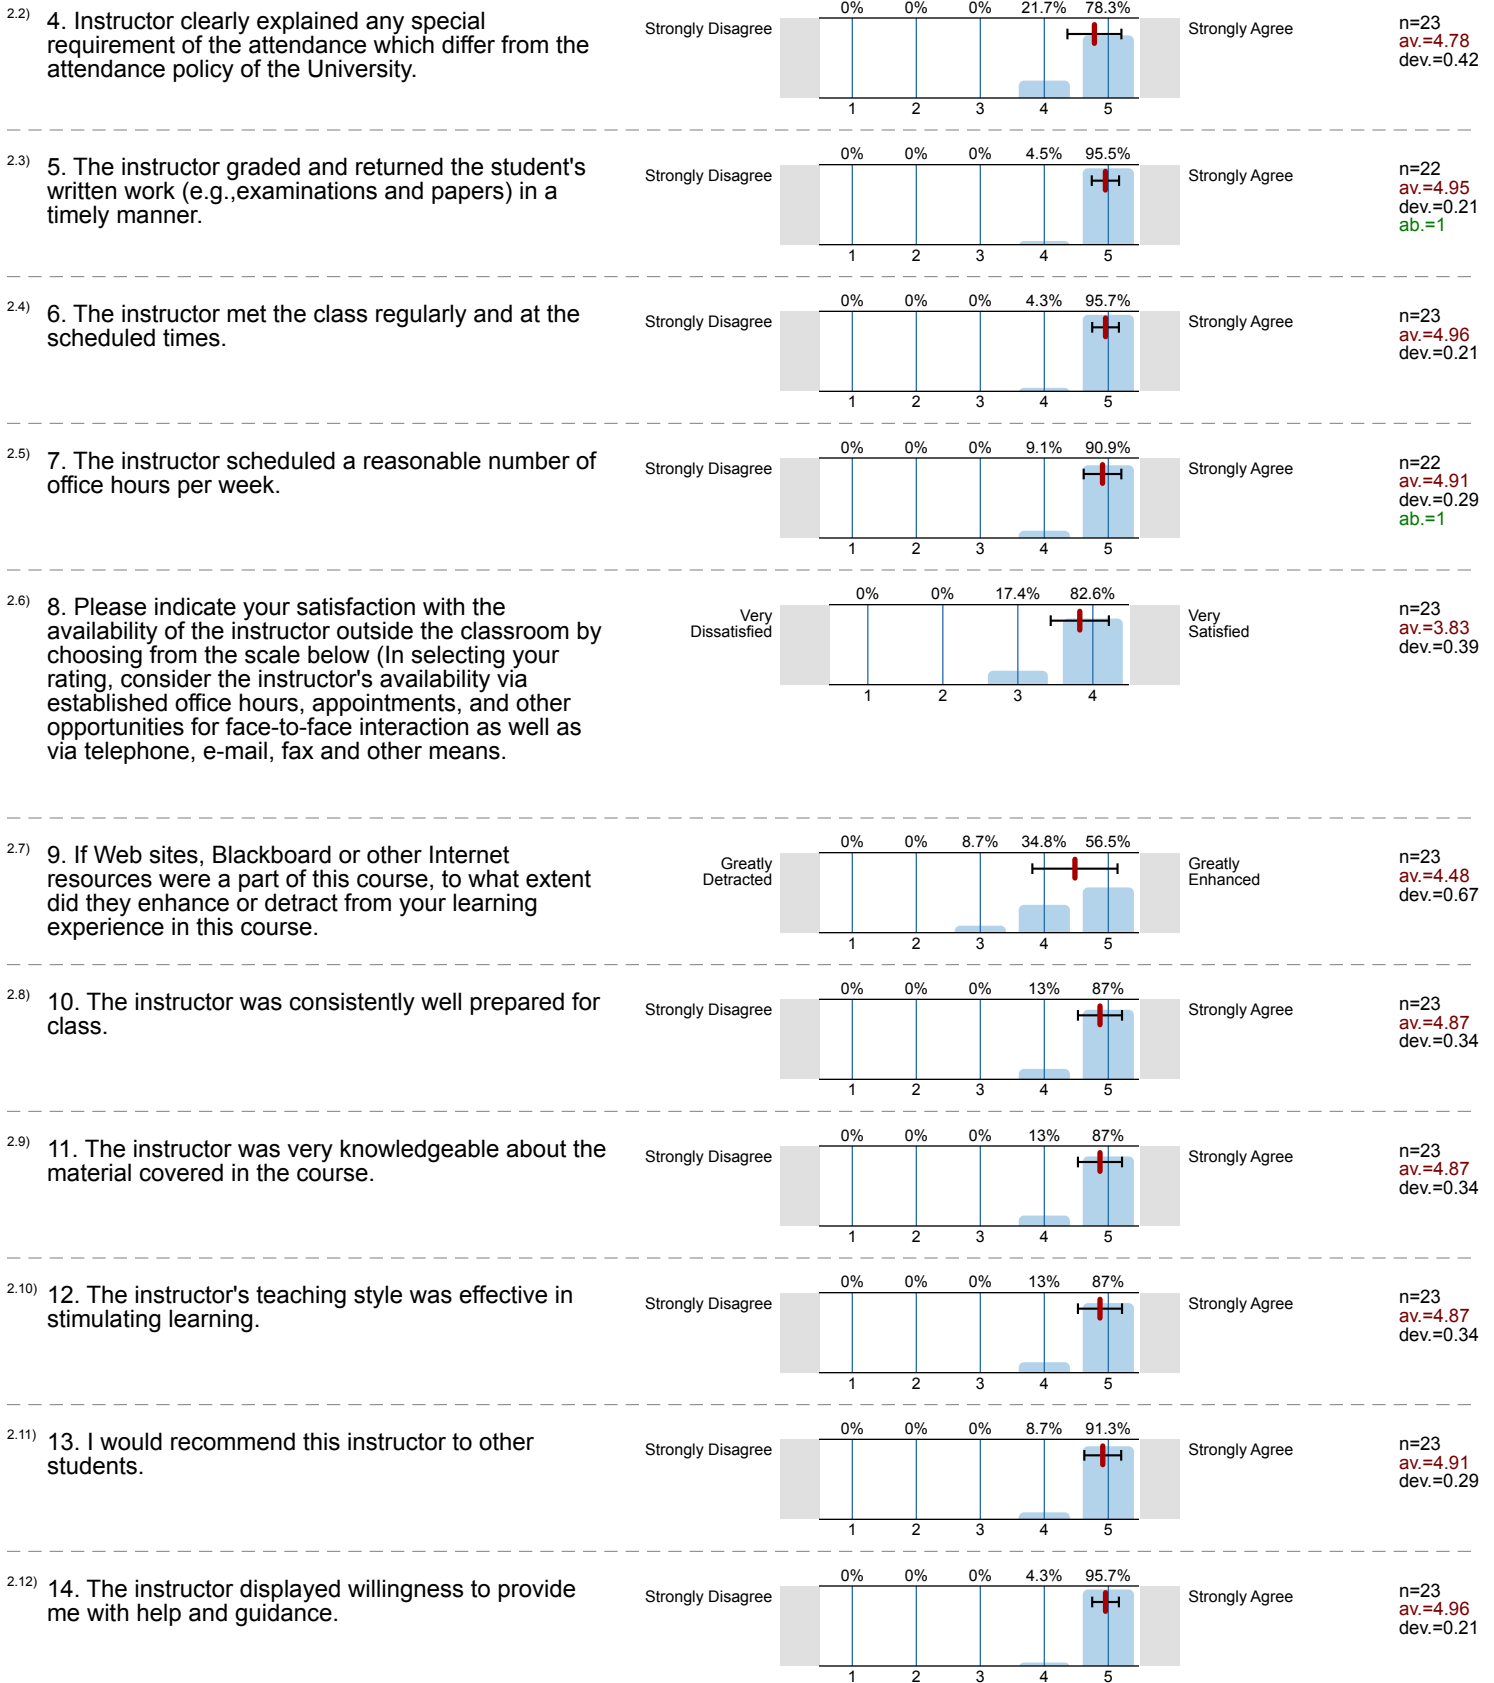 2.2) 4. Instructor clearly explained any special
requirement of the attendance which differ from the
attendance policy of the University.
Strongly Disagree
0% 0% 0% 21.7% 78.3%
1 2 3 4 5
Strongly Agree
n=23
av.=4.78
dev.=0.42
2.3) 5. The instructor graded and returned the student's
written work (e.g.,examinations and papers) in a
timely manner.
Strongly Disagree
0% 0% 0% 4.5% 95.5%
1 2 3 4 5
Strongly Agree
n=22
av.=4.95
dev.=0.21
ab.=1
2.4) 6. The instructor met the class regularly and at the
scheduled times.
Strongly Disagree
0% 0% 0% 4.3% 95.7%
1 2 3 4 5
Strongly Agree
n=23
av.=4.96
dev.=0.21
2.5) 7. The instructor scheduled a reasonable number of
office hours per week.
Strongly Disagree
0% 0% 0% 9.1% 90.9%
1 2 3 4 5
Strongly Agree
n=22
av.=4.91
dev.=0.29
ab.=1
2.6) 8. Please indicate your satisfaction with the
availability of the instructor outside the classroom by
choosing from the scale below (In selecting your
rating, consider the instructor's availability via
established office hours, appointments, and other
opportunities for face-to-face interaction as well as
via telephone, e-mail, fax and other means.
Very
Dissatisfied
0% 0% 17.4% 82.6%
1 2 3 4
Very
Satisfied
n=23
av.=3.83
dev.=0.39
2.7) 9. If Web sites, Blackboard or other Internet
resources were a part of this course, to what extent
did they enhance or detract from your learning
experience in this course.
Greatly
Detracted
0% 0% 8.7% 34.8% 56.5%
1 2 3 4 5
Greatly
Enhanced
n=23
av.=4.48
dev.=0.67
2.8) 10. The instructor was consistently well prepared for
class.
Strongly Disagree
0% 0% 0% 13% 87%
1 2 3 4 5
Strongly Agree
n=23
av.=4.87
dev.=0.34
2.9) 11. The instructor was very knowledgeable about the
material covered in the course.
Strongly Disagree
0% 0% 0% 13% 87%
1 2 3 4 5
Strongly Agree
n=23
av.=4.87
dev.=0.34
2.10) 12. The instructor's teaching style was effective in
stimulating learning.
Strongly Disagree
0% 0% 0% 13% 87%
1 2 3 4 5
Strongly Agree
n=23
av.=4.87
dev.=0.34
2.11) 13. I would recommend this instructor to other
students.
Strongly Disagree
0% 0% 0% 8.7% 91.3%
1 2 3 4 5
Strongly Agree
n=23
av.=4.91
dev.=0.29
2.12) 14. The instructor displayed willingness to provide
me with help and guidance.
Strongly Disagree
0% 0% 0% 4.3% 95.7%
1 2 3 4 5
Strongly Agree
n=23
av.=4.96
dev.=0.21